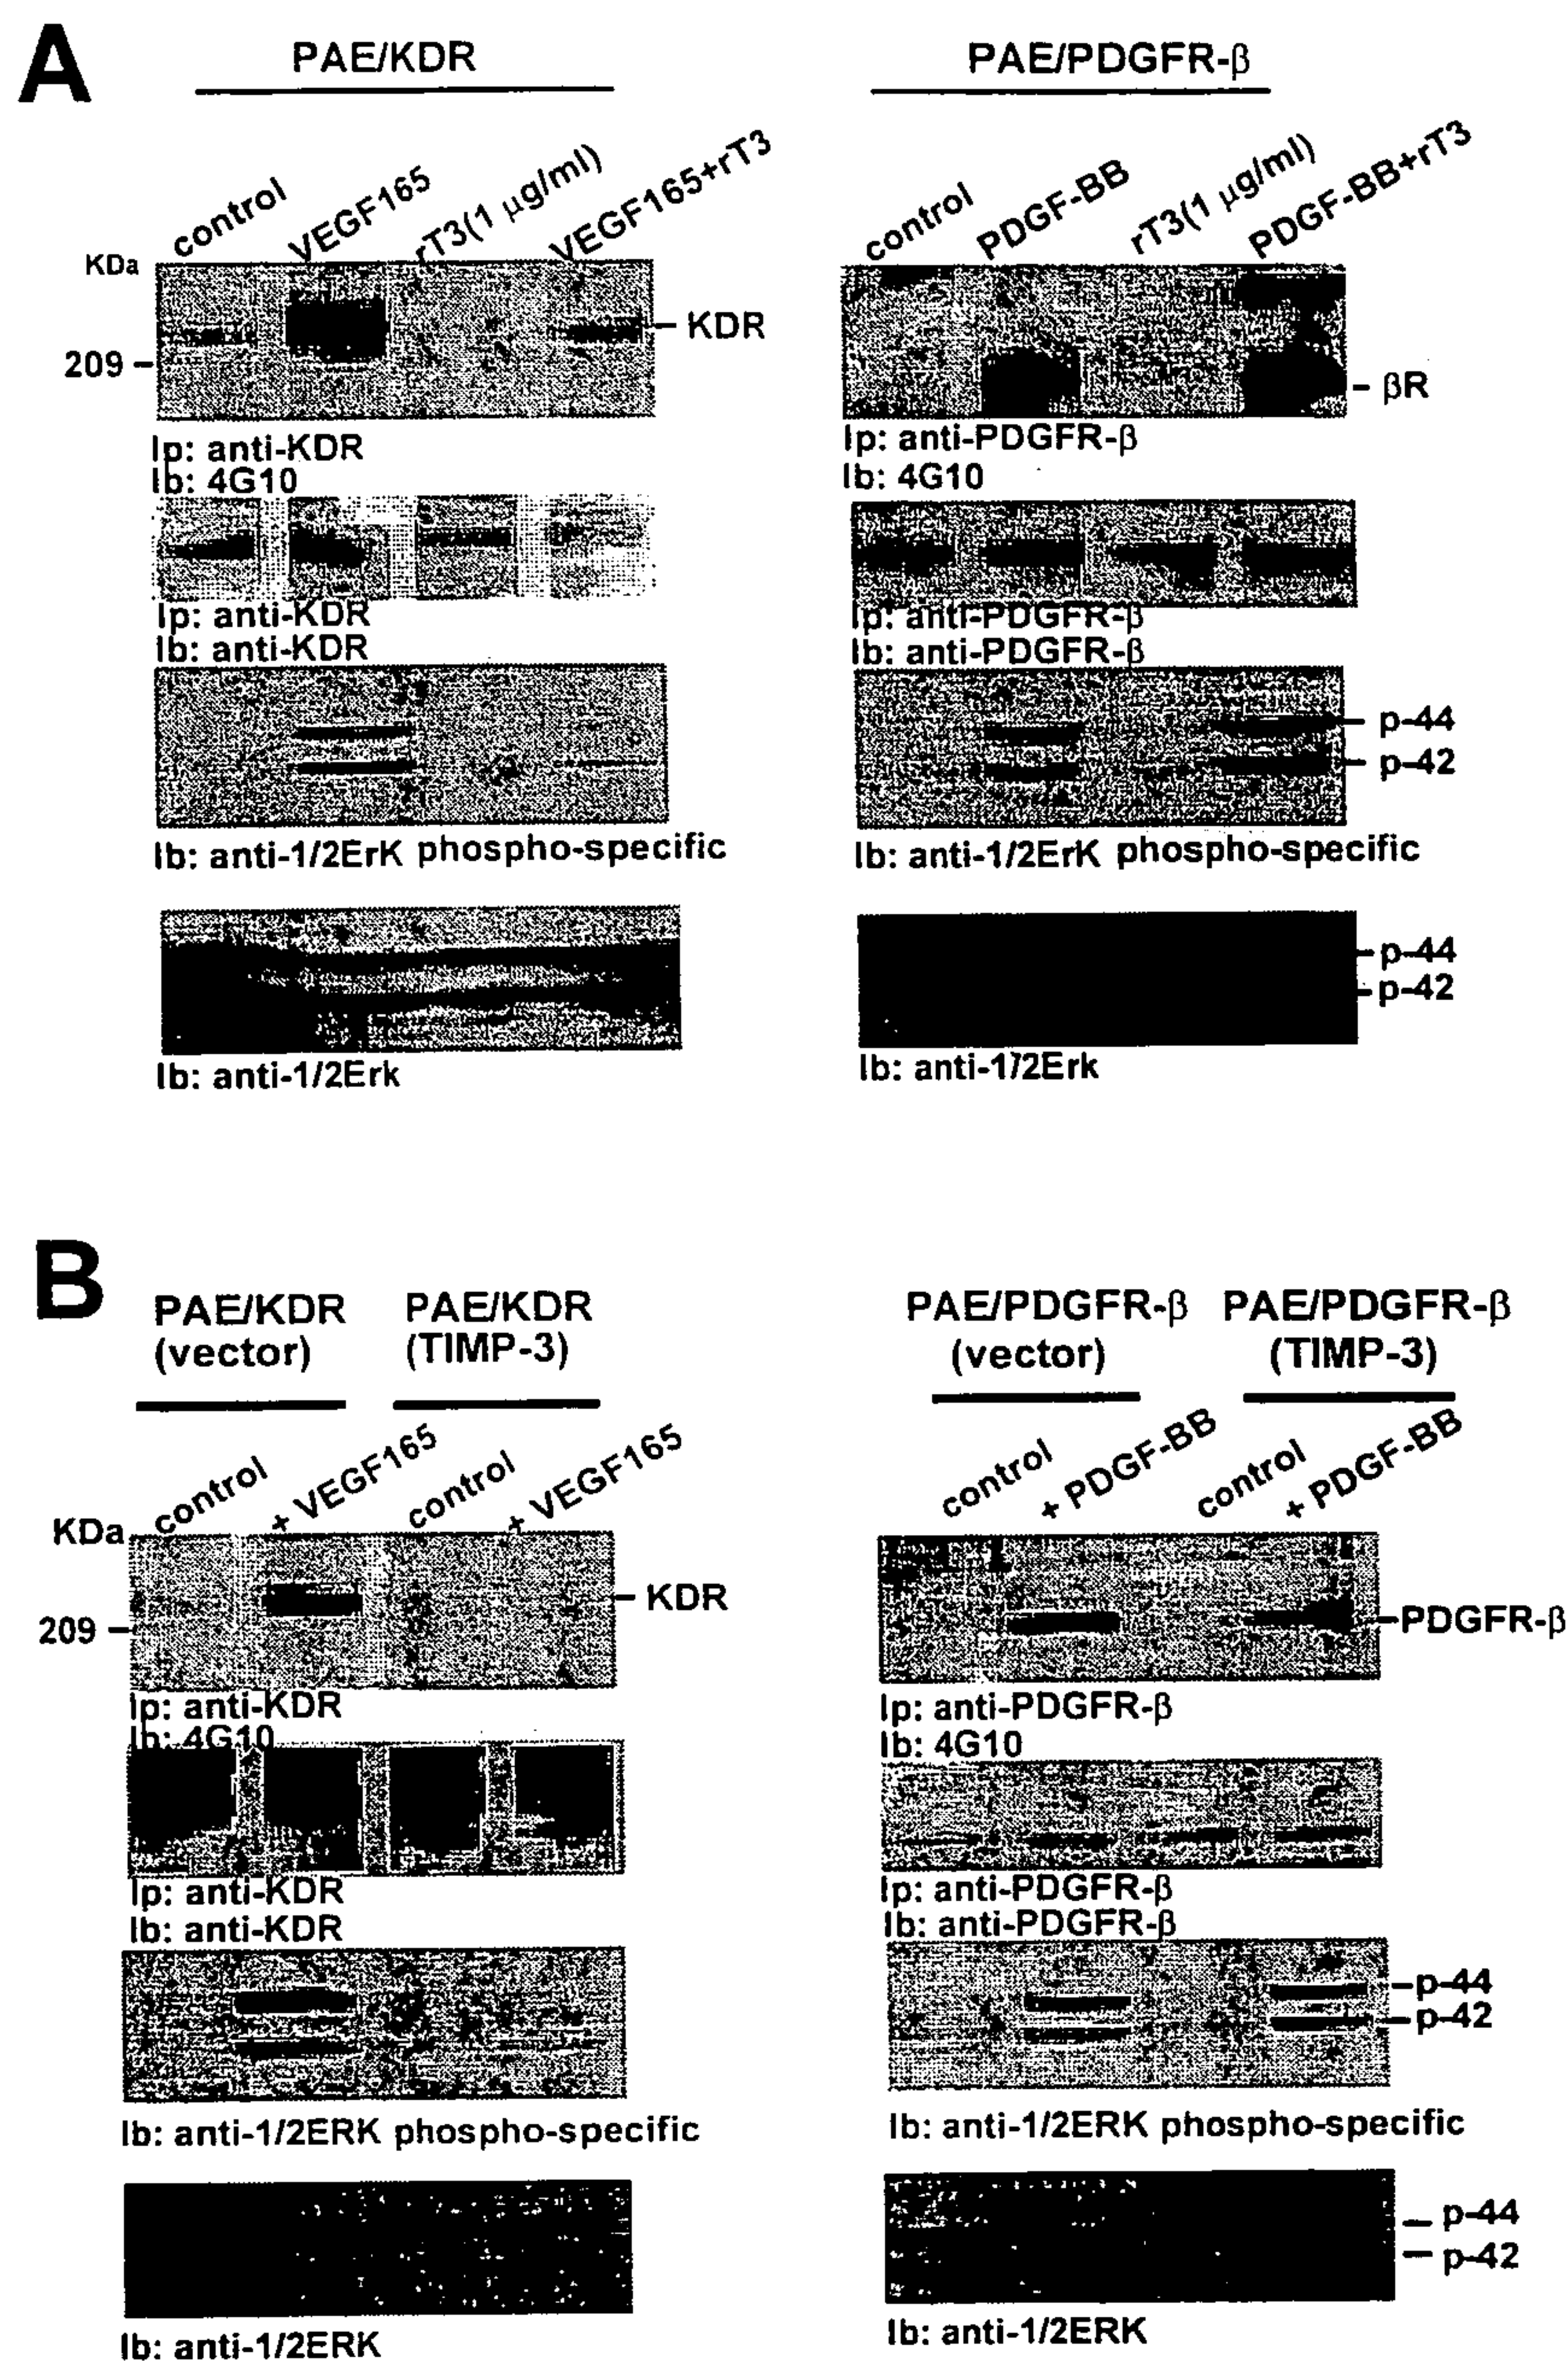 A
PAE/KDR
PAE/PDGFR-β
control
VEGF165
rT3(1 μg/ml)
VEGF165+rT3
control
PDGF-BB
rT3(1 μg/ml)
PDGF-BB+rT3
KDa
KDR
209
βR
Ip: anti-KDR
Ib: 4G10
Ip: anti-PDGFR-β
Ib: 4G10
Ip: anti-KDR
Ib: anti-KDR
Ip: anti-PDGFR-β
Ib: anti-PDGFR-β
p-44
p-42
Ib: anti-1/2ErK phospho-specific
Ib: anti-1/2ErK phospho-specific
p-44
p-42
Ib: anti-1/2Erk
Ib: anti-1/2Erk
B
PAE/KDR
(vector)
PAE/KDR
(TIMP-3)
PAE/PDGFR-β
(vector)
PAE/PDGFR-β
(TIMP-3)
control
+ VEGF165
control
+ VEGF165
control
+ PDGF-BB
control
+ PDGF-BB
KDa
KDR
209
PDGFR-β
Ip: anti-KDR
Ib: 4G10
Ip: anti-PDGFR-β
Ib: 4G10
Ip: anti-KDR
Ib: anti-KDR
Ip: anti-PDGFR-β
Ib: anti-PDGFR-β
p-44
p-42
Ib: anti-1/2ERK phospho-specific
Ib: anti-1/2ERK phospho-specific
p-44
p-42
Ib: anti-1/2ERK
Ib: anti-1/2ERK